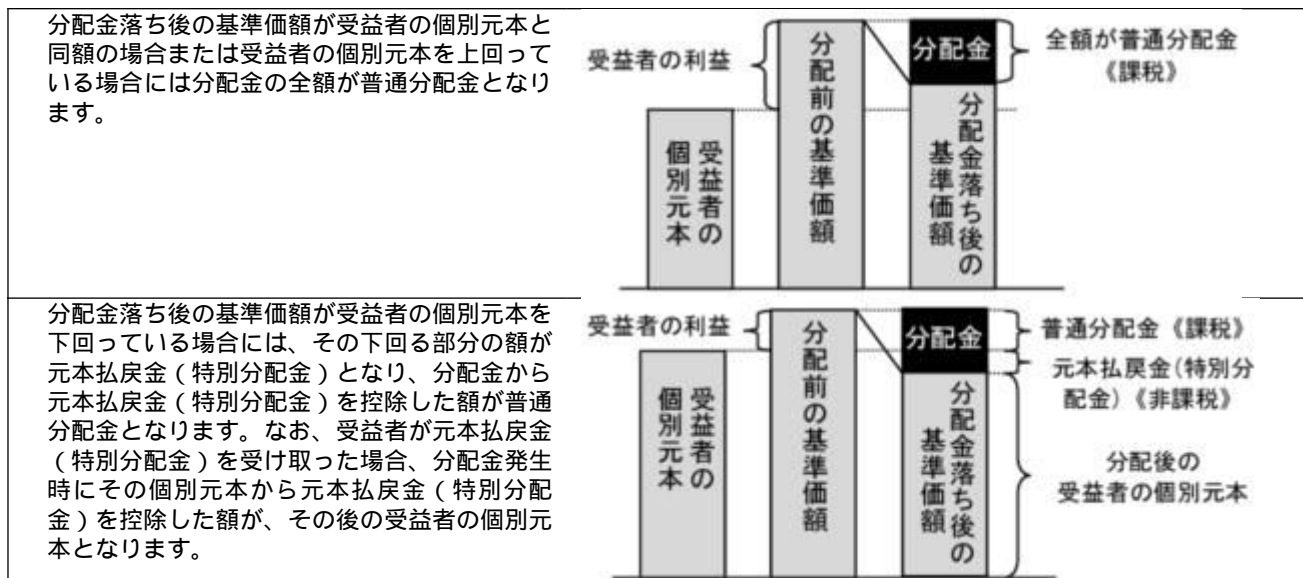 分配金落ち後の基準価額が受益者の個別元本と
同額の場合または受益者の個別元本を上回って
いる場合には分配金の全額が普通分配金となり
ます。
受益者の利益
受益者の
個別元本
分配前の基準価額
分配金
分配金落ち後の
基準価額
全額が普通分配金
《課税》
分配金落ち後の基準価額が受益者の個別元本を
下回っている場合には、その下回る部分の額が
元本払戻金(特別分配金)となり、分配金から
元本払戻金(特別分配金)を控除した額が普通
分配金となります。なお、受益者が元本払戻金
(特別分配金)を受け取った場合、分配金発生
時にその個別元本から元本払戻金(特別分配
金)を控除した額が、その後の受益者の個別元
本となります。
受益者の利益
受益者の
個別元本
分配前の基準価額
分配金
分配金落ち後の
基準価額
普通分配金《課税》
元本払戻金(特別分
配金)《非課税》
分配後の
受益者の個別元本